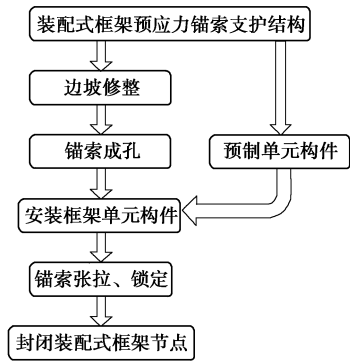 装配式框架预应力锚索支护结构
边坡修整
锚索成孔
预制单元构件
安装框架单元构件
锚索张拉、锁定
封闭装配式框架节点